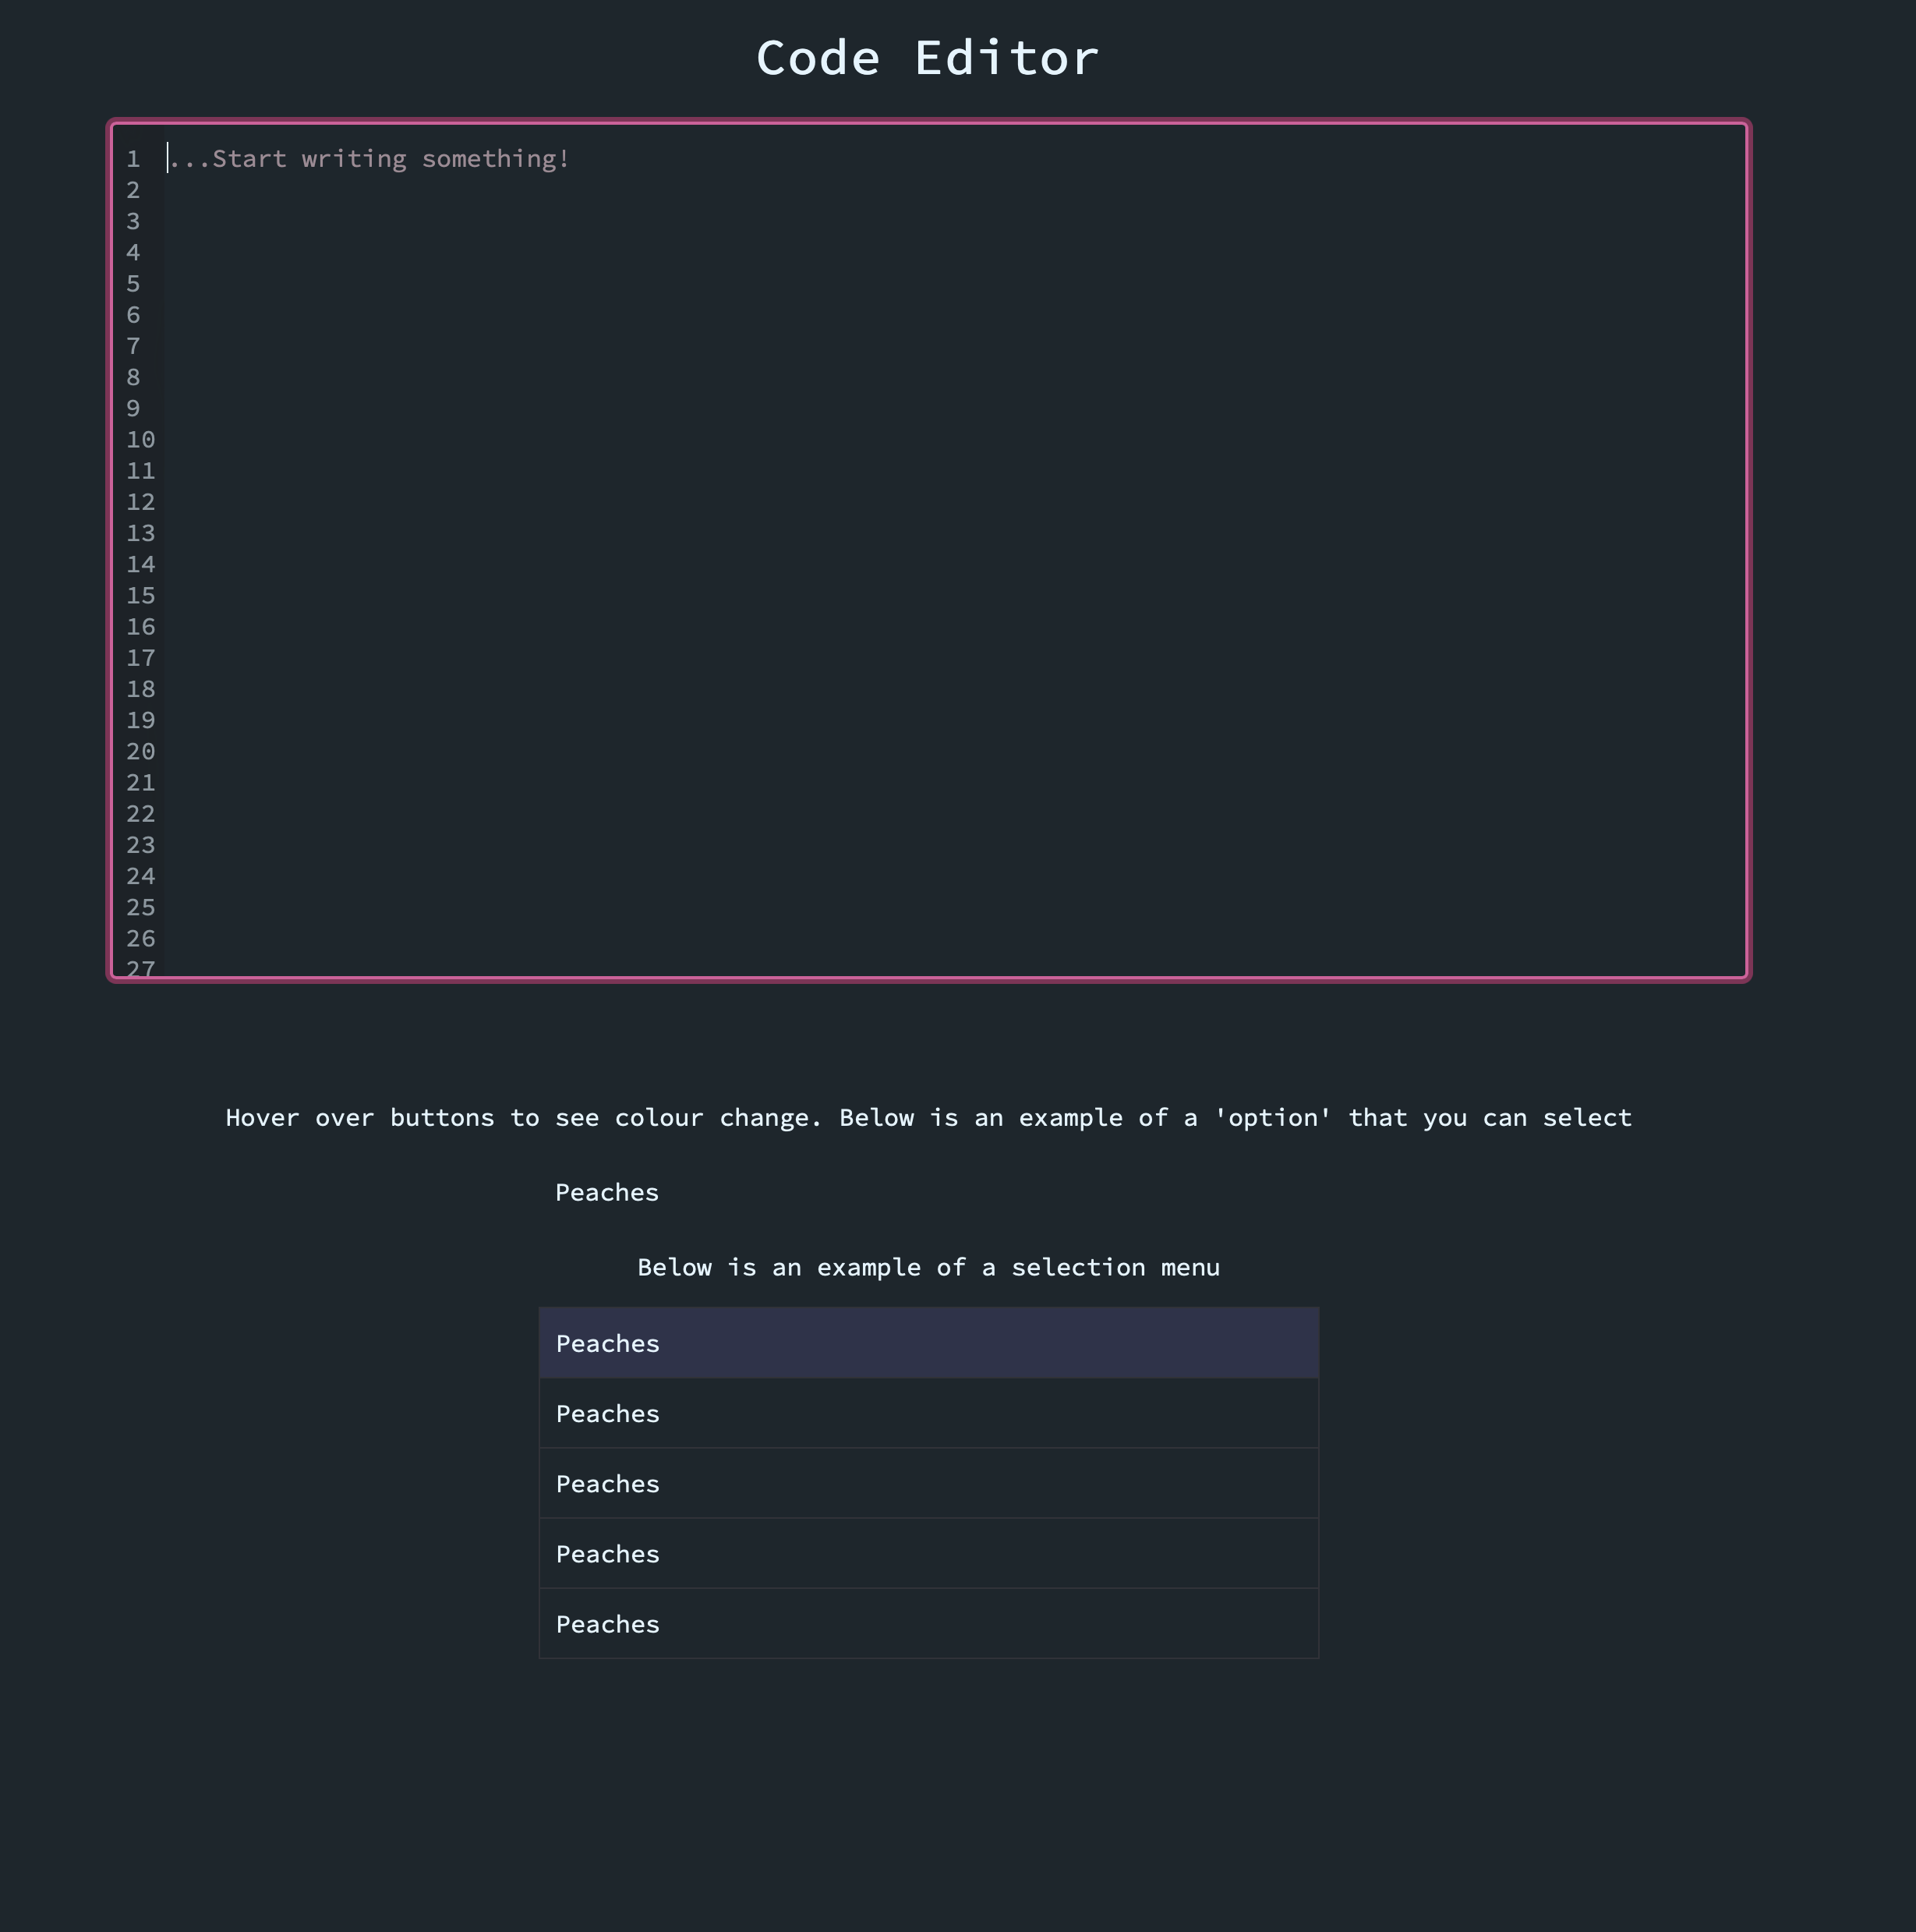 Code Editor
1 ...Start writing something!
2
3
4
5
6
7
8
9
10
11
12
13
14
15
16
17
18
19
20
21
22
23
24
25
26
27
Hover over buttons to see colour change. Below is an example of a 'option' that you can select
Peaches
Below is an example of a selection menu
Peaches
Peaches
Peaches
Peaches
Peaches